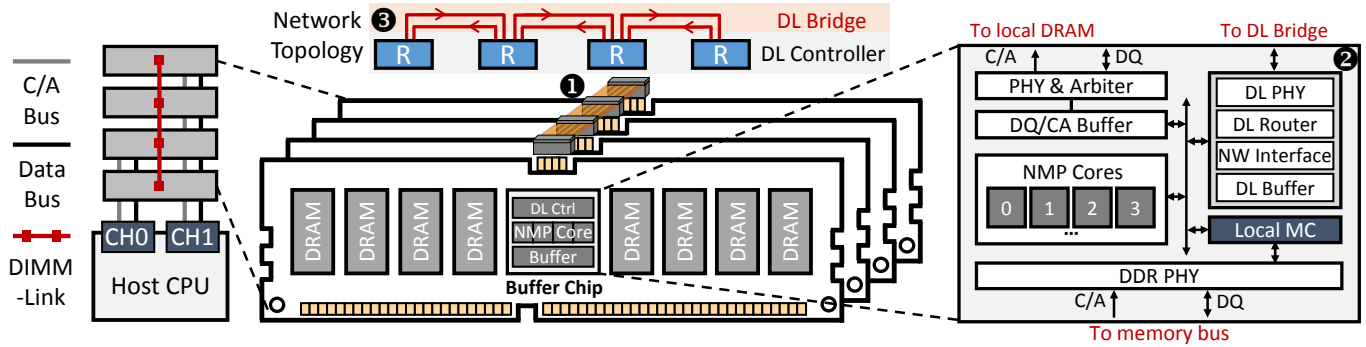 C/A
Bus
Data
Bus
DIMM
-Link
CH0 CH1
Host CPU
Network ❸
Topology
DL Bridge
R R R R
DL Controller
❶
DRAM DRAM DRAM DRAM
DL Ctrl
NMP Core
Buffer
DRAM DRAM DRAM DRAM
Buffer Chip
To local DRAM
To DL Bridge
C/A DQ
❷
PHY & Arbiter
DQ/CA Buffer
NMP Cores
0 1 2 3
...
DL PHY
DL Router
NW Interface
DL Buffer
Local MC
DDR PHY
C/A DQ
To memory bus